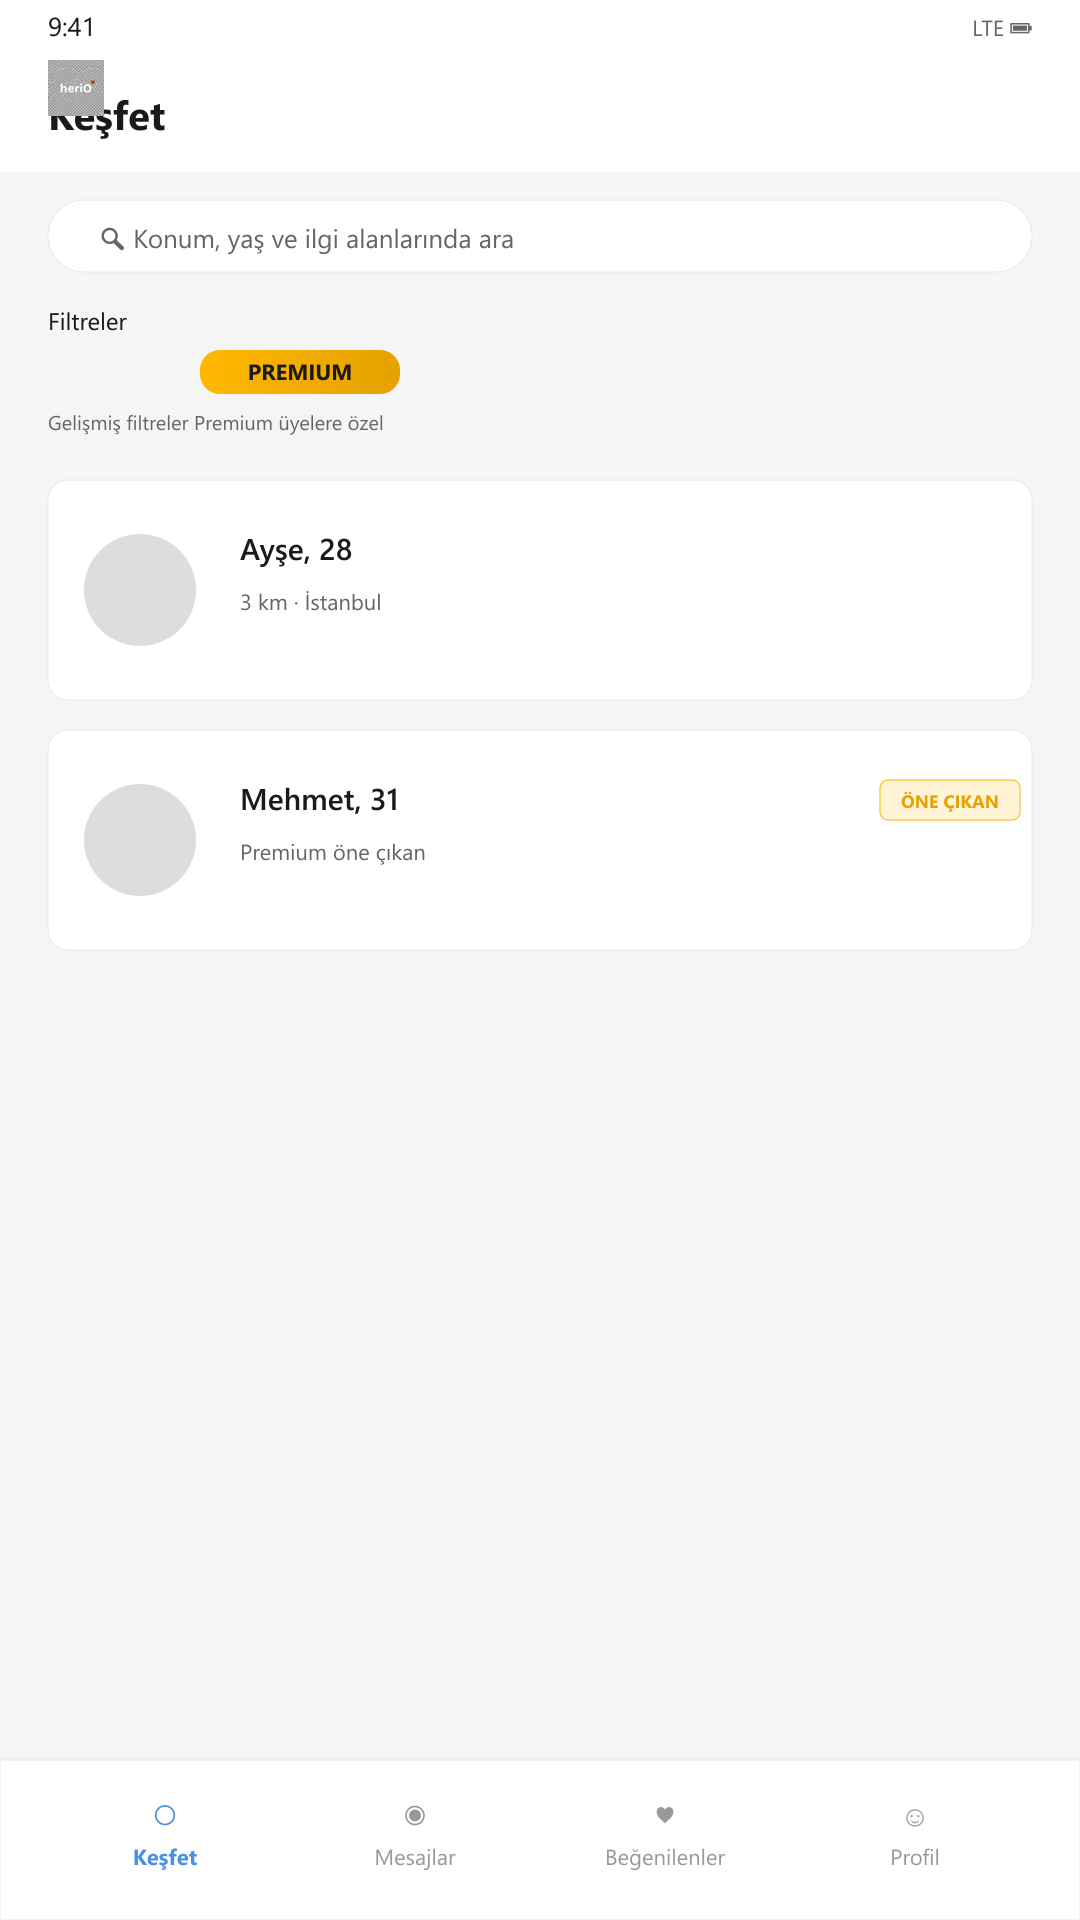 9:41
LTE
heriO
Keşfet
Konum, yaş ve ilgi alanlarında ara
Filtreler
PREMIUM
Gelişmiş filtreler Premium üyelere özel
Ayşe, 28
3 km · İstanbul
Mehmet, 31
ÖNE ÇIKAN
Premium öne çıkan
Keşfet
Mesajlar
Beğenilenler
Profil